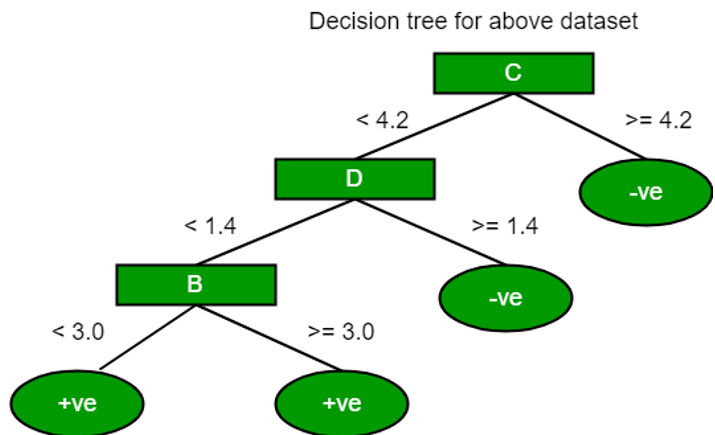 Decision tree for above dataset
C
< 4.2
>= 4.2
D
-ve
< 1.4
>= 1.4
B
-ve
< 3.0
>= 3.0
+ve
+ve